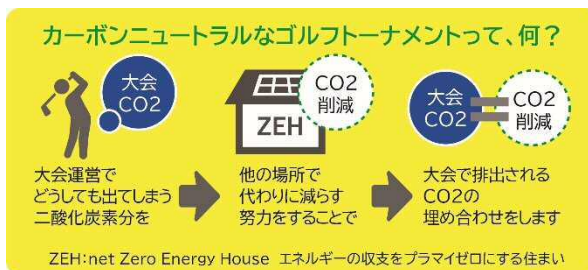 カーボンニュートラルなゴルフトーナメントって、何？
大会
CO2
ZEH
CO2
削減
大会
CO2
CO2
削減
大会運営で
どうしても出てしまう
二酸化炭素分を
他の場所で
代わりに減らす
努力をすることで
大会で排出される
CO2の
埋め合わせをします
ZEH:net Zero Energy House エネルギーの収支をプラマイゼロにする住まい